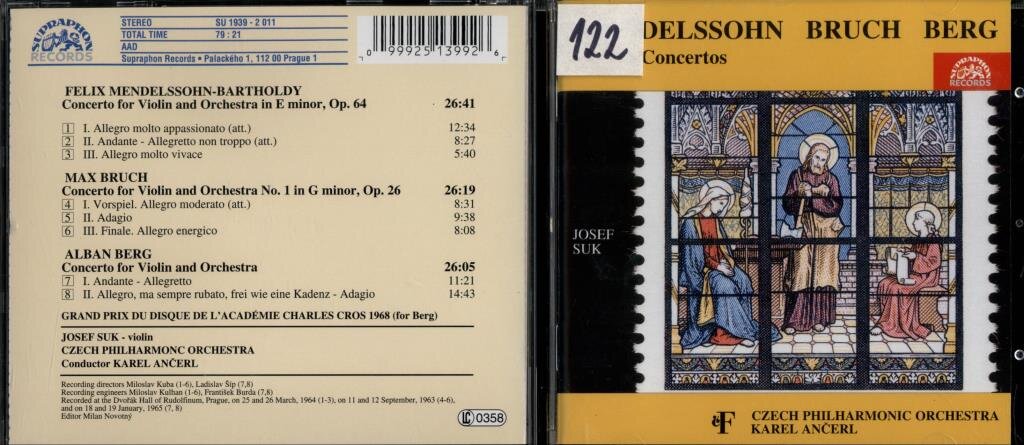 SUPRAPHON
RECORDS
STEREO SU 1939 - 2 011
TOTAL TIME 79 : 21
AAD
Supraphon Records • Palackého 1, 112 00 Prague 1
0 99925 13992 6
FELIX MENDELSSOHN-BARTHOLDY
Concerto for Violin and Orchestra in E minor, Op. 64 26:41
1 I. Allegro molto appassionato (att.) 12:34
2 II. Andante - Allegretto non troppo (att.) 8:27
3 III. Allegro molto vivace 5:40
MAX BRUCH
Concerto for Violin and Orchestra No. 1 in G minor, Op. 26 26:19
4 I. Vorspiel. Allegro moderato (att.) 8:31
5 II. Adagio 9:38
6 III. Finale. Allegro energico 8:08
ALBAN BERG
Concerto for Violin and Orchestra 26:05
7 I. Andante - Allegretto 11:21
8 II. Allegro, ma sempre rubato, frei wie eine Kadenz - Adagio 14:43
GRAND PRIX DU DISQUE DE L'ACADÉMIE CHARLES CROS 1968 (for Berg)
JOSEF SUK - violin
CZECH PHILHARMONC ORCHESTRA
Conductor KAREL ANČERL
Recording directors Miloslav Kuba (1-6), Ladislav Šíp (7,8)
Recording engineers Miloslav Kulhan (1-6), František Burda (7,8)
Recorded at the Dvořák Hall of Rudolfinum, Prague, on 25 and 26 March, 1964 (1-3), on 11 and 12 September, 1963 (4-6),
and on 18 and 19 January, 1965 (7, 8)
Editor Milan Novotný
LC 0358
122
DELSSOHN BRUCH BERG
Concertos
SUPRAPHON
RECORDS
JOSEF
SUK
čF
CZECH PHILHARMONIC ORCHESTRA
KAREL ANČERL